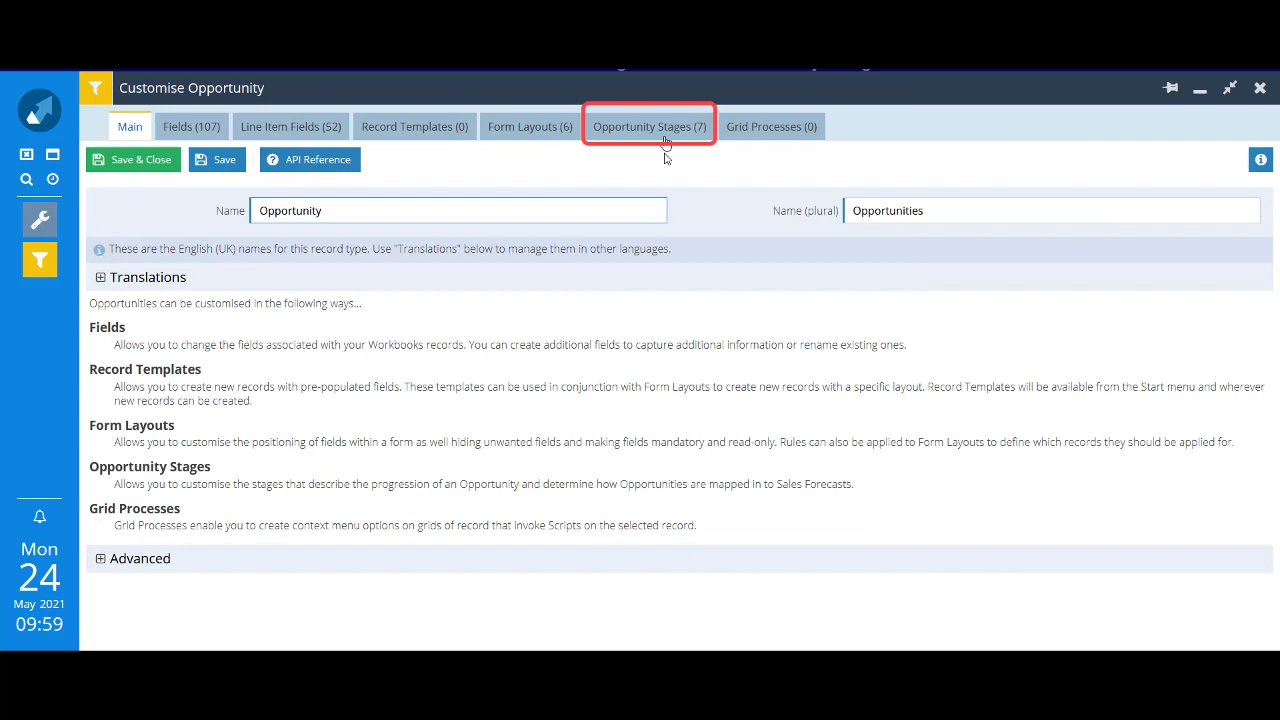 Customise Opportunity
Main
Fields (107)
Line Item Fields (52)
Record Templates (0)
Form Layouts (6)
Opportunity Stages (7)
Grid Processes (0)
Save & Close
Save
API Reference
Name
Opportunity
Name (plural)
Opportunities
These are the English (UK) names for this record type. Use "Translations" below to manage them in other languages.
Translations
Opportunities can be customised in the following ways...
Fields
Allows you to change the fields associated with your Workbooks records. You can create additional fields to capture additional information or rename existing ones.
Record Templates
Allows you to create new records with pre-populated fields. These templates can be used in conjunction with Form Layouts to create new records with a specific layout. Record Templates will be available from the Start menu and wherever
new records can be created.
Form Layouts
Allows you to customise the positioning of fields within a form as well hiding unwanted fields and making fields mandatory and read-only. Rules can also be applied to Form Layouts to define which records they should be applied for.
Opportunity Stages
Allows you to customise the stages that describe the progression of an Opportunity and determine how Opportunities are mapped in to Sales Forecasts.
Grid Processes
Grid Processes enable you to create context menu options on grids of record that invoke Scripts on the selected record.
Advanced
Mon
24
May 2021
09:59